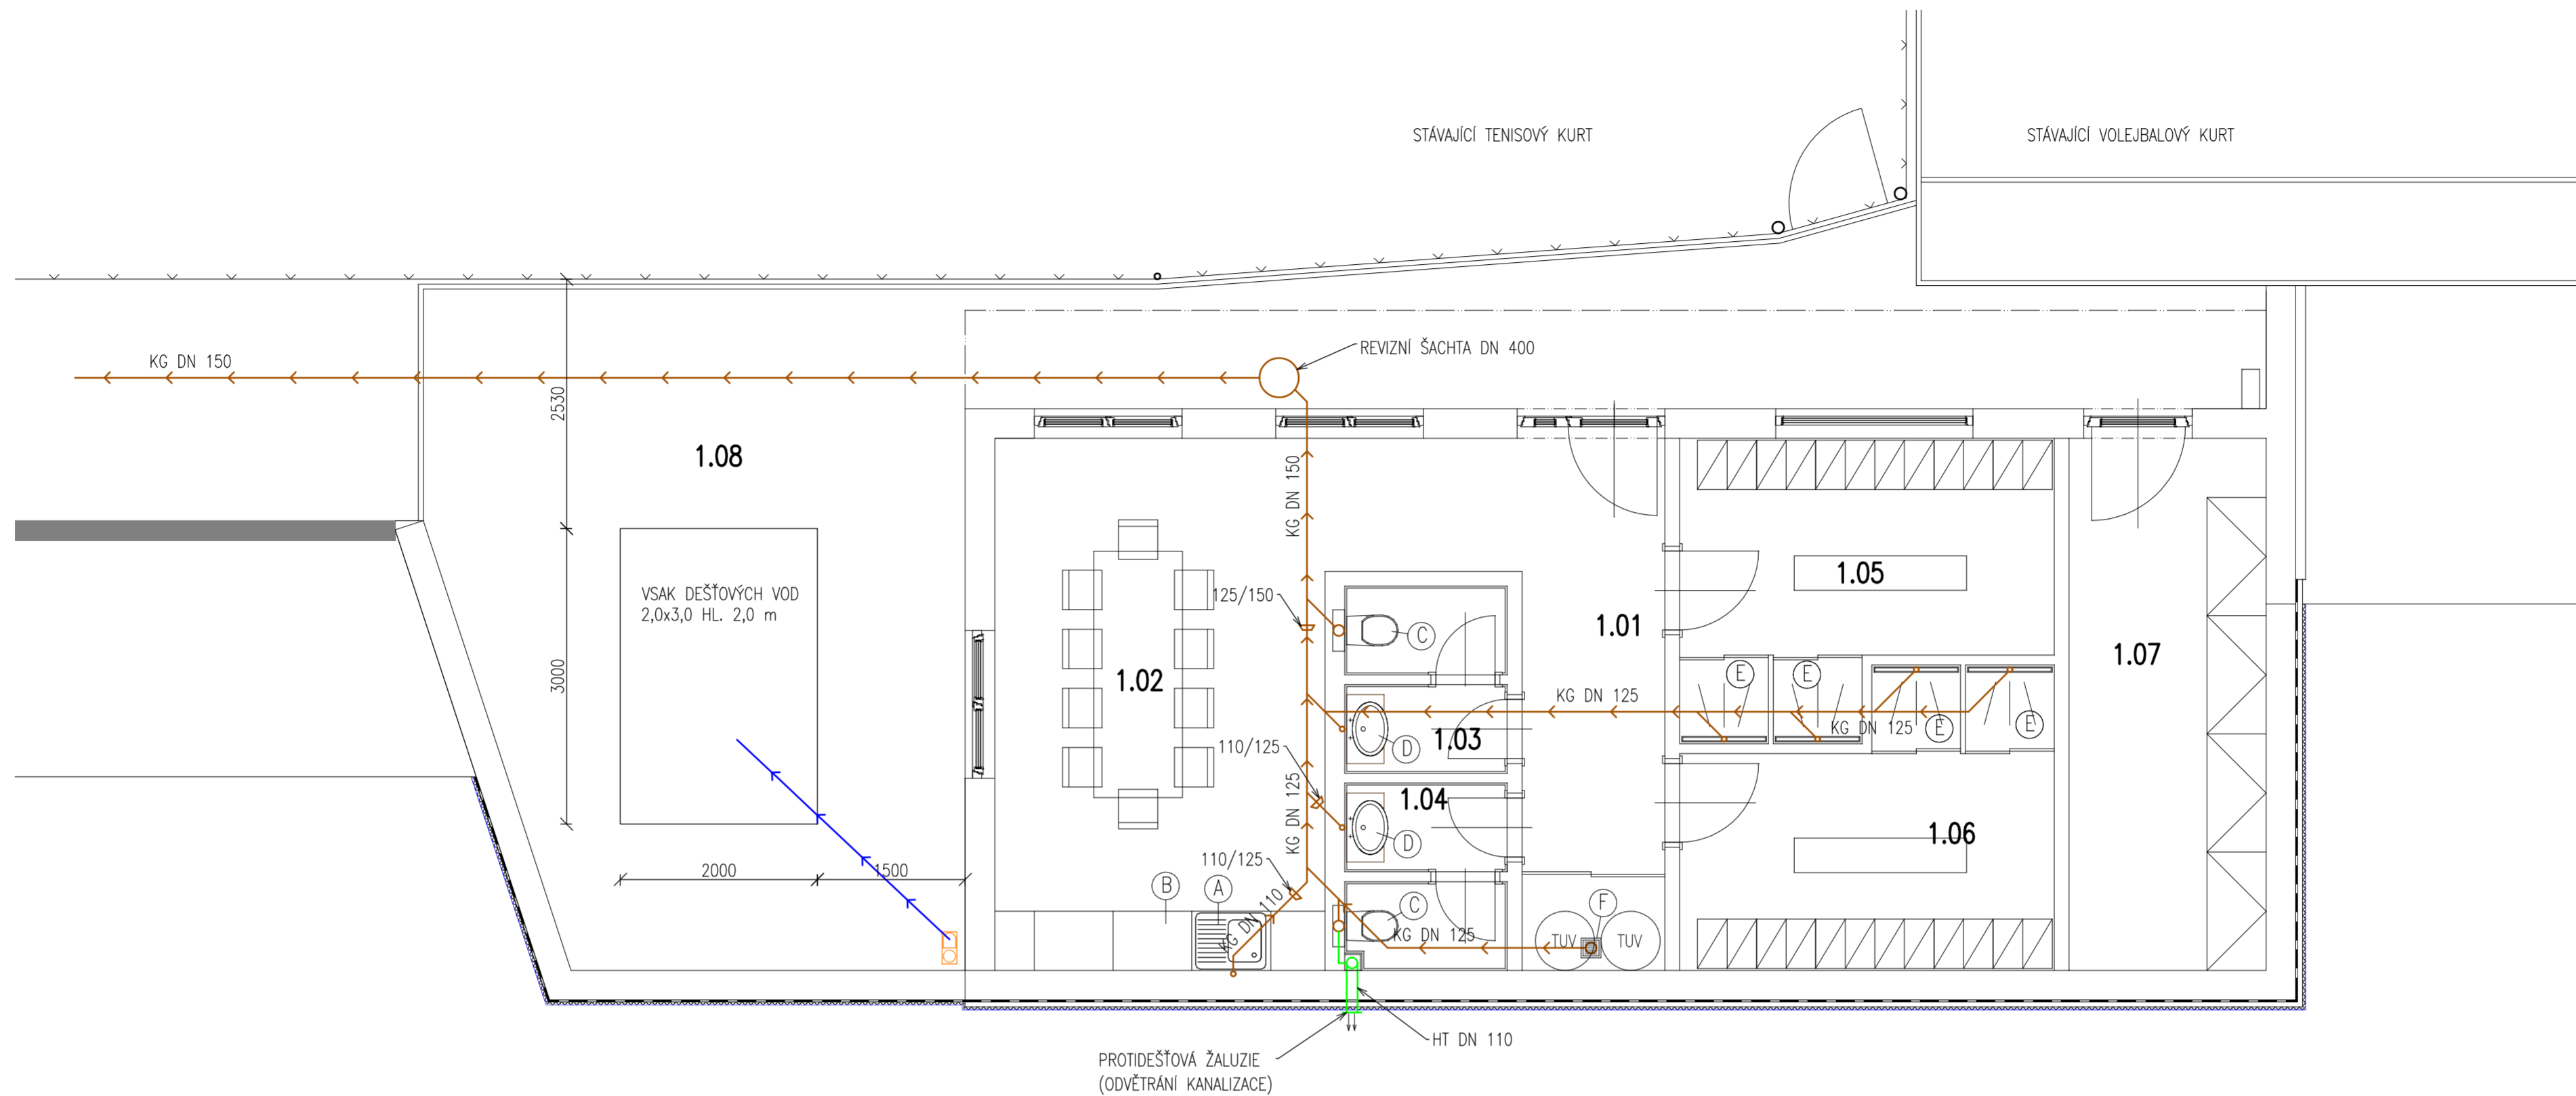 STÁVAJÍCÍ TENISOVÝ KURT
STÁVAJÍCÍ VOLEJBALOVÝ KURT
REVIZNÍ ŠACHTA DN 400
KG DN 150
2530
1.08
KG DN 150
VSAK DEŠŤOVÝCH VOD
2,0x3,0 HL. 2,0 m
3000
125/150
C
1.01
1.05
1.07
1.02
E
E
KG DN 125
KG DN 125
E
E
110/125
D
1.03
KG DN 125
1.04
D
1.06
110/125
2000
1500
B
A
KG DN 110
C
KG DN 125
F
TUV
TUV
HT DN 110
PROTIDEŠŤOVÁ ŽALUZIE
(ODVĚTRÁNÍ KANALIZACE)